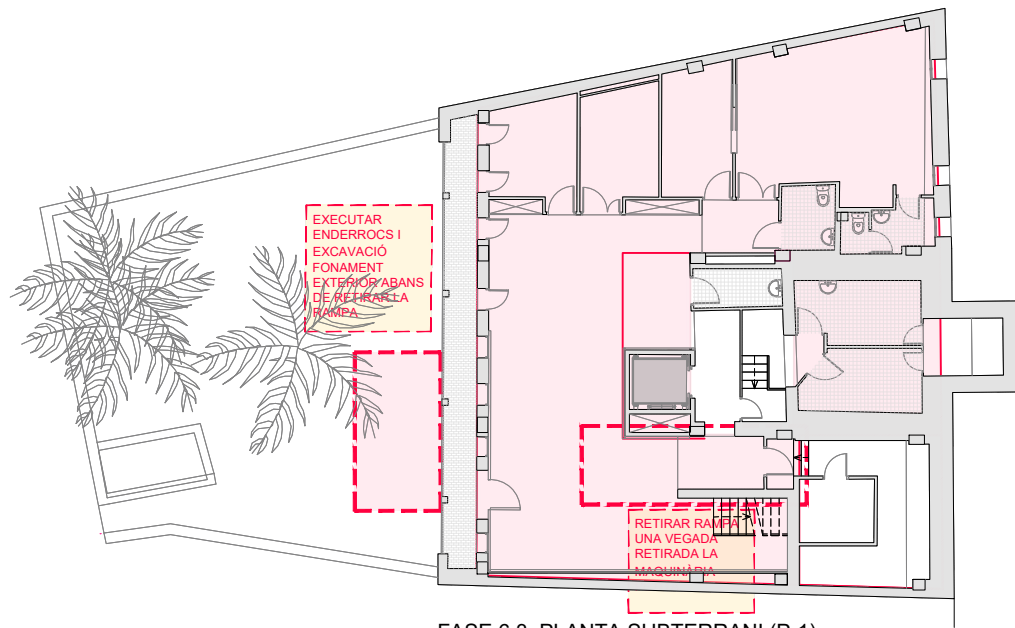 EXECUTAR
ENDERROCS I
EXCAVACIÓ
FONAMENT
EXTERIOR ABANS
DE RETIRAR LA
RAMPA
RETIRAR RAMPA
UNA VEGADA
RETIRADA LA
MAQUINÀRIA